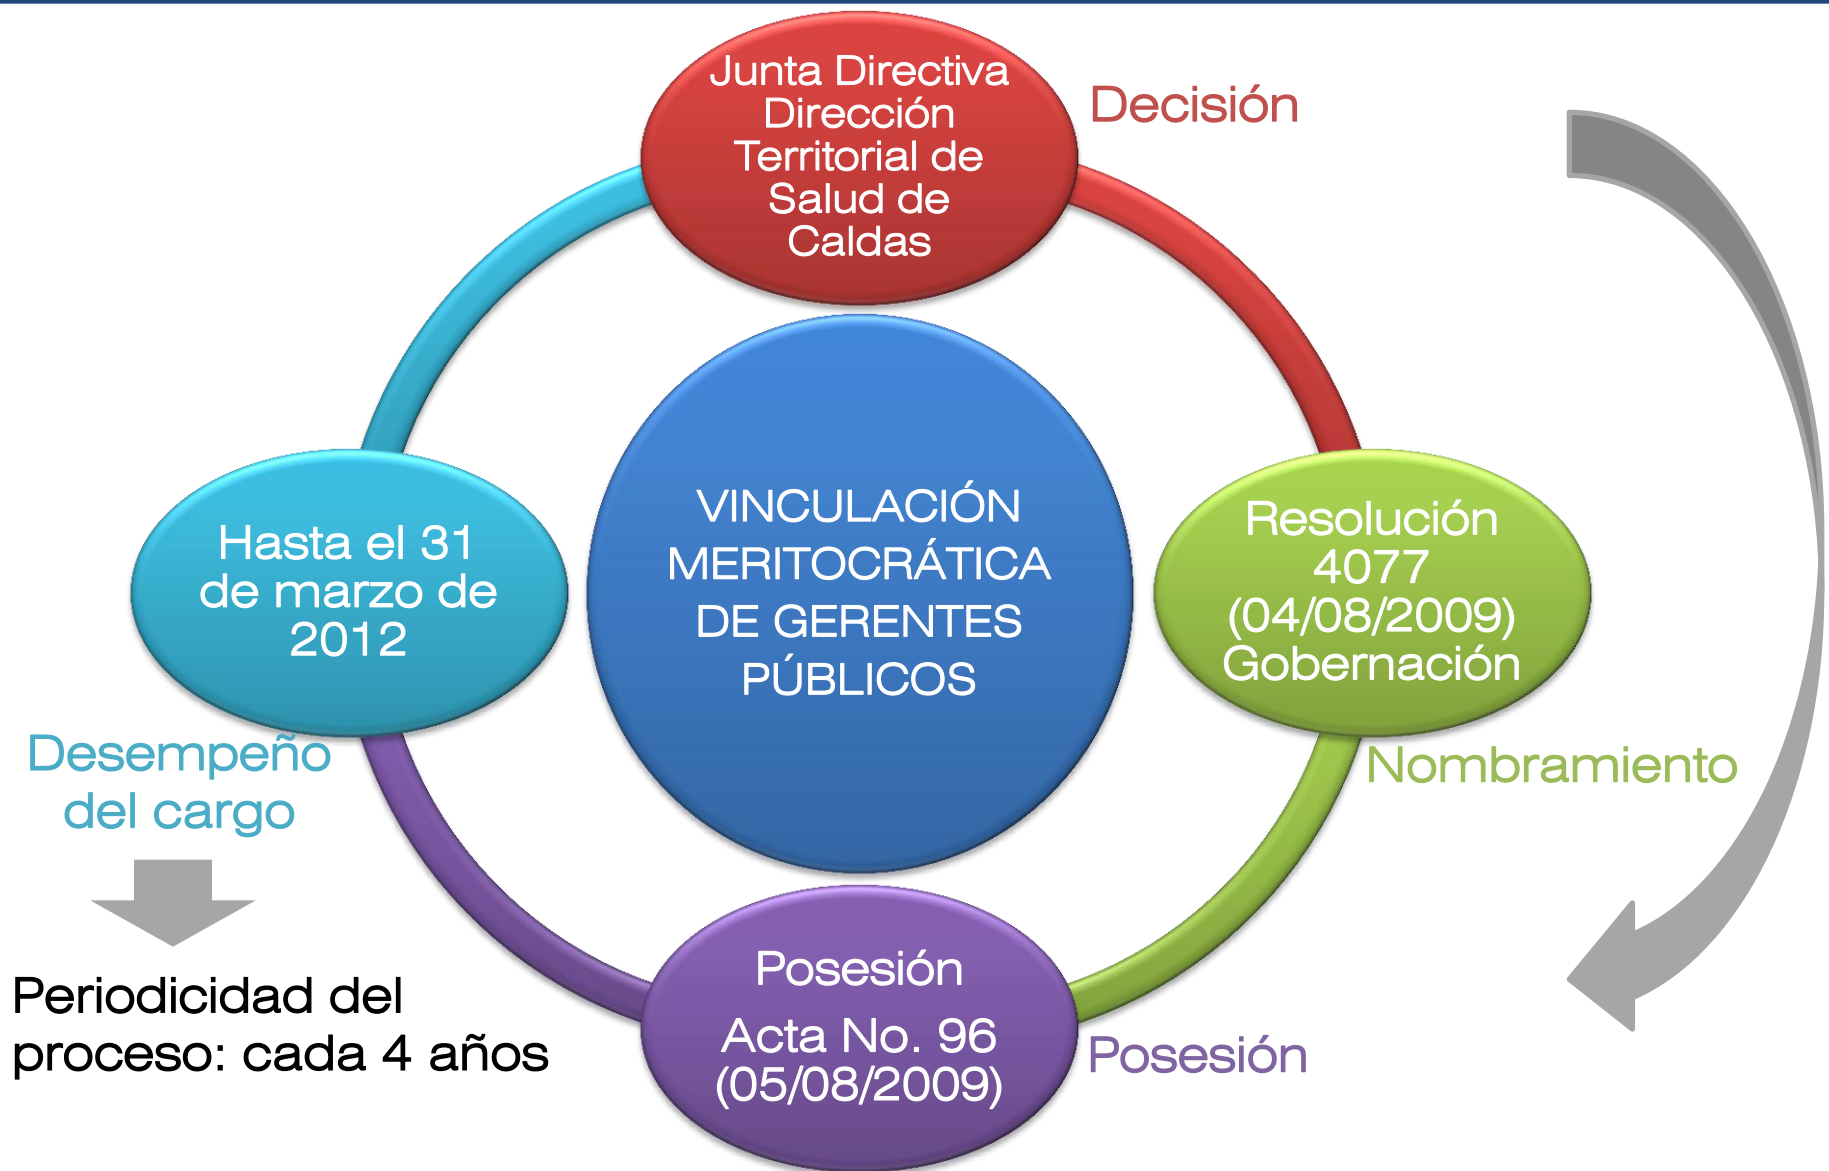 Junta Directiva
Dirección
Territorial de
Salud de
Caldas
Decisión
VINCULACIÓN
MERITOCRÁTICA
DE GERENTES
PÚBLICOS
Resolución
4077
(04/08/2009)
Gobernación
Nombramiento
Posesión
Acta No. 96
(05/08/2009)
Posesión
Hasta el 31
de marzo de
2012
Desempeño
del cargo
Periodicidad del
proceso: cada 4 años